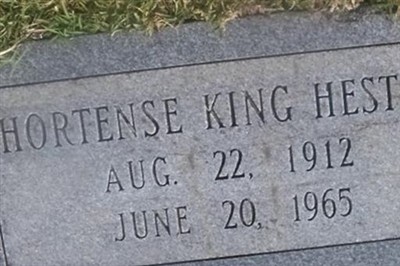 HORTENSE KING HEST
AUG. 22, 1912
JUNE 20, 1965